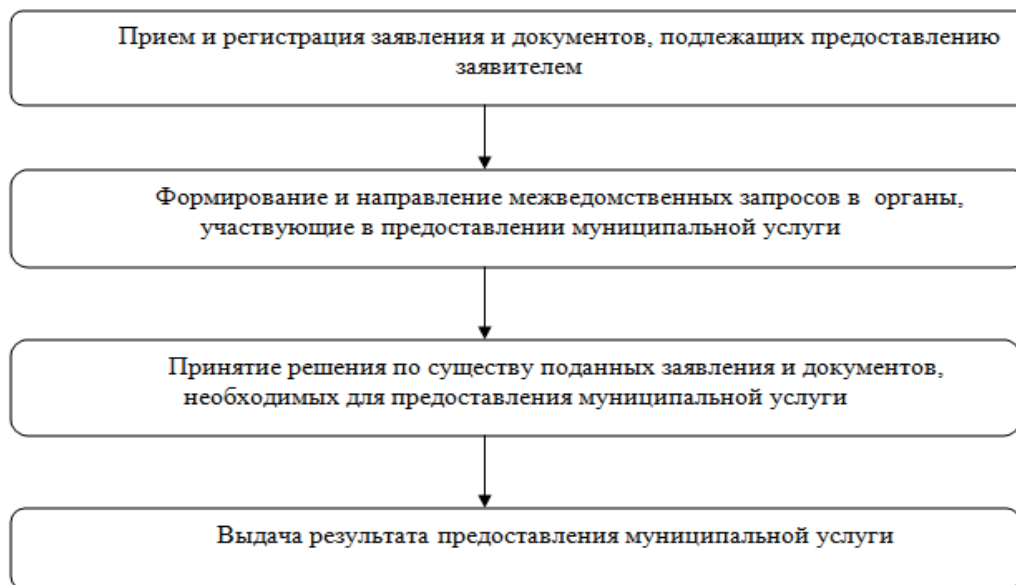 Прием и регистрация заявления и документов, подлежащих предоставлению
заявителем
Формирование и направление межведомственных запросов в органы,
участвующие в предоставлении муниципальной услуги
Принятие решения по существу поданных заявления и документов,
необходимых для предоставления муниципальной услуги
Выдача результата предоставления муниципальной услуги